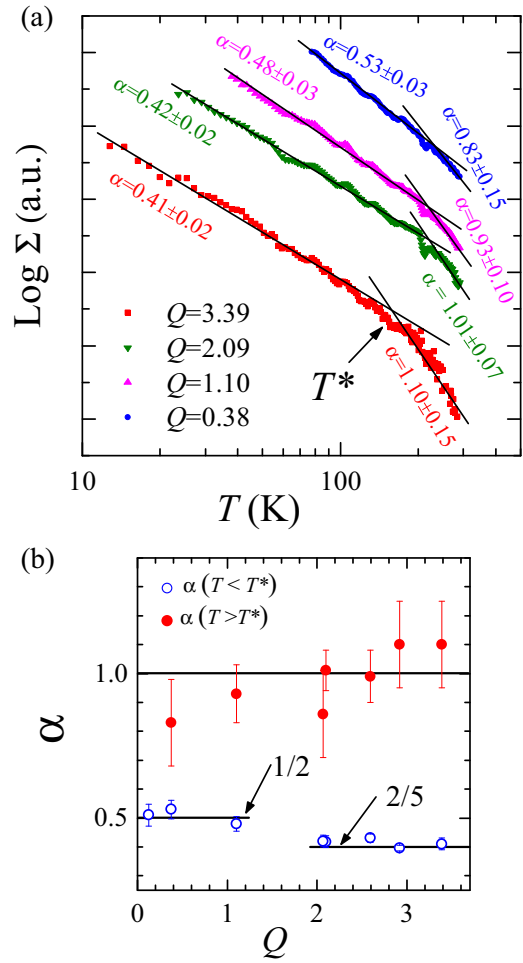 (a)
α=0.53±0.03
α=0.48±0.03
α=0.42±0.02
α=0.83±0.15
α=0.41±0.02
α=0.93±0.10
α = 1.01±0.07
α=1.10±0.15
Log Σ (a.u.)
Q=3.39
Q=2.09
Q=1.10
Q=0.38
T*
10 100
T (K)
(b)
α (T < T*)
α (T>T*)
1.0
α
1/2
0.5
2/5
0 1 2 3
Q